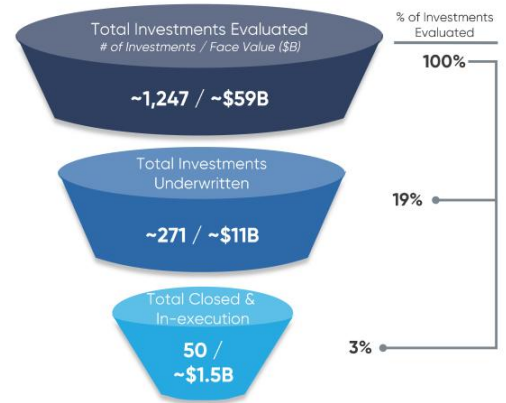 Total Investments Evaluated
# of Investments / Face Value ($B)
~1,247 / ~$59B
% of Investments
Evaluated
100%
Total Investments
Underwritten
~271 / ~$11B
19%
Total Closed &
In-execution
50 /
~$1.5B
3%